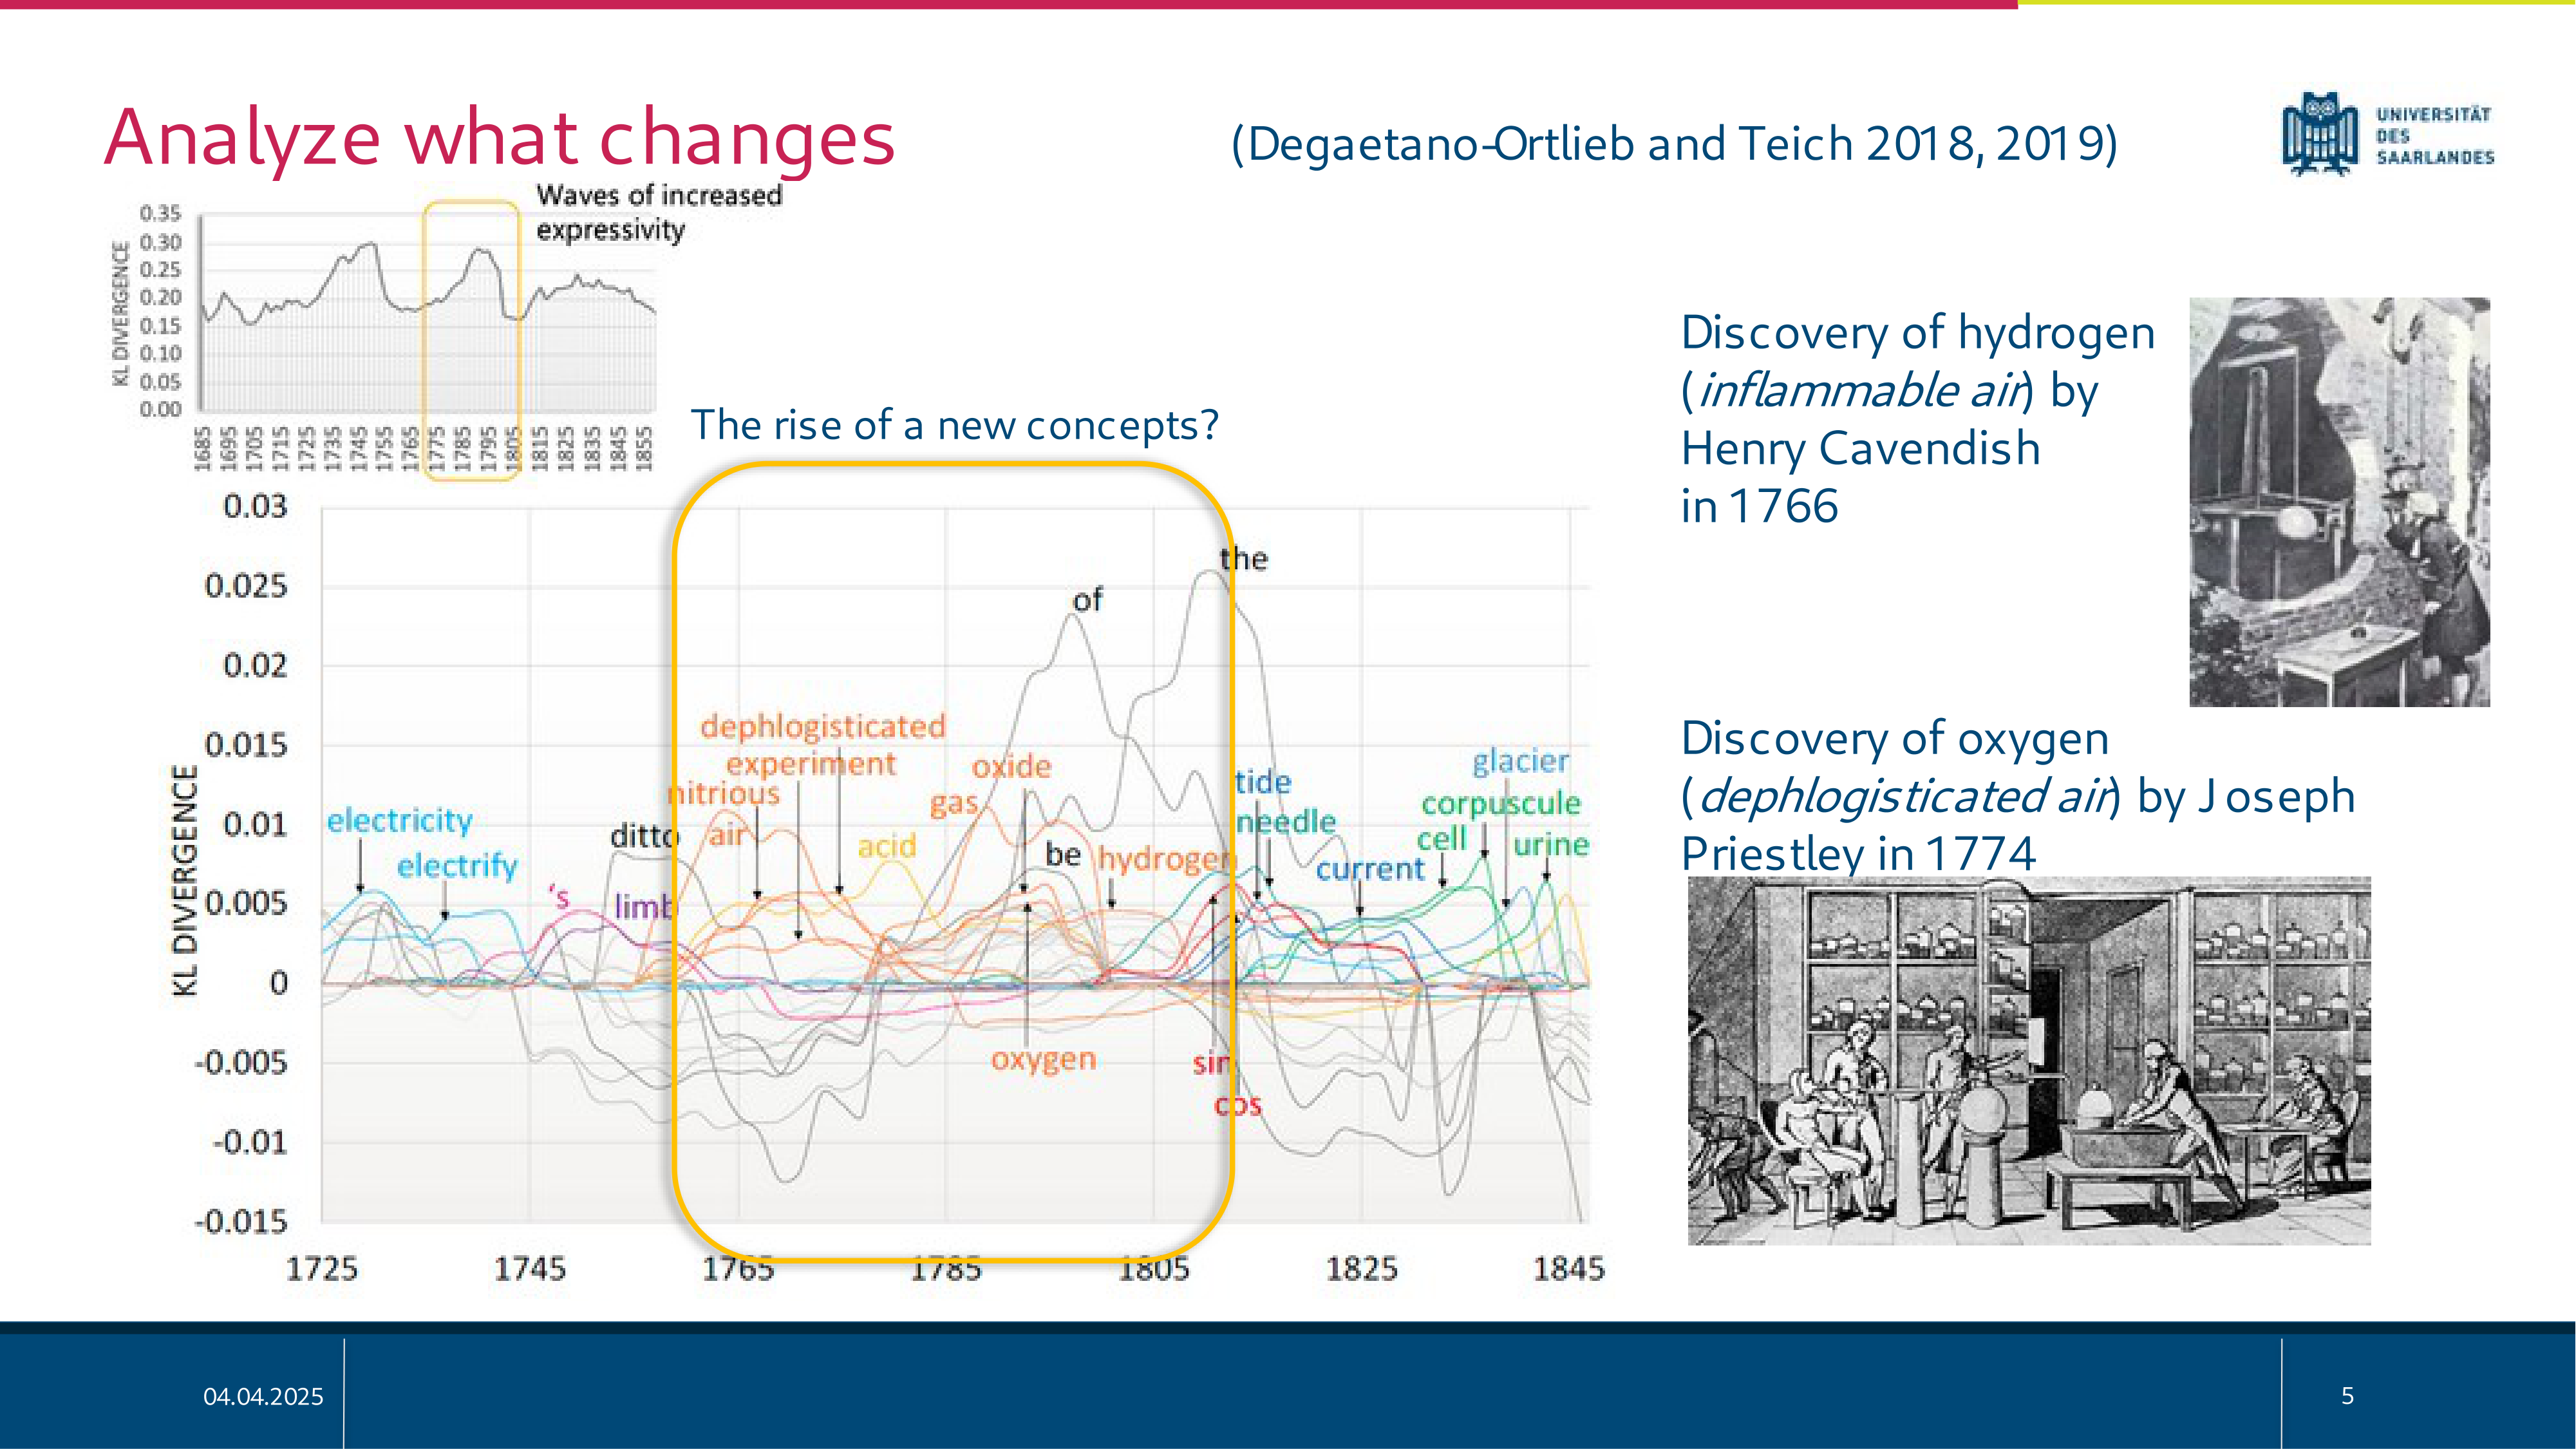 Analyze what changes
(Degaetano-Ortlieb and Teich 2018, 2019)
UNIVERSITÄT
DES
SAARLANDES
Waves of increased
expressivity
KL DIVERGENCE
0.35
0.30
0.25
0.20
0.15
0.10
0.05
0.00
1685
1695
1705
1715
1725
1735
1745
1755
1765
1775
1785
1795
1805
1815
1825
1835
1845
1855
The rise of a new concepts?
KL DIVERGENCE
0.03
0.025
0.02
0.015
0.01
0.005
0
-0.005
-0.01
-0.015
1725
1745
1765
1785
1805
1825
1845
the
of
dephlogisticated
experiment
nitrious
air
oxide
gas
acid
be
hydrogen
oxygen
electricity
electrify
's
ditto
limb
tide
needle
current
glacier
corpuscule
cell
urine
sin
cos
Discovery of hydrogen
(inflammable air) by
Henry Cavendish
in 1766
Discovery of oxygen
(dephlogisticated air) by Joseph
Priestley in 1774
04.04.2025
5